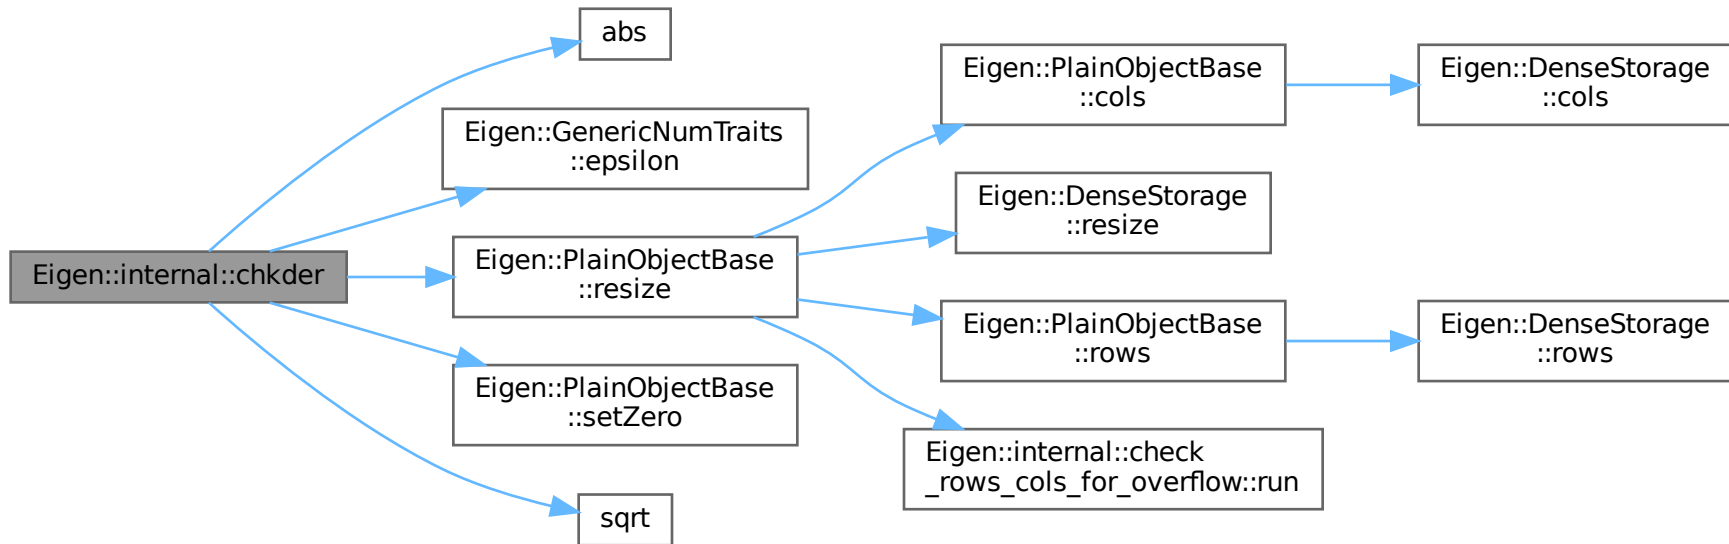 Eigen::internal::chkder
abs
Eigen::GenericNumTraits
::epsilon
Eigen::PlainObjectBase
::resize
Eigen::PlainObjectBase
::setZero
sqrt
Eigen::PlainObjectBase
::cols
Eigen::DenseStorage
::resize
Eigen::PlainObjectBase
::rows
Eigen::internal::check
_rows_cols_for_overflow::run
Eigen::DenseStorage
::cols
Eigen::DenseStorage
::rows